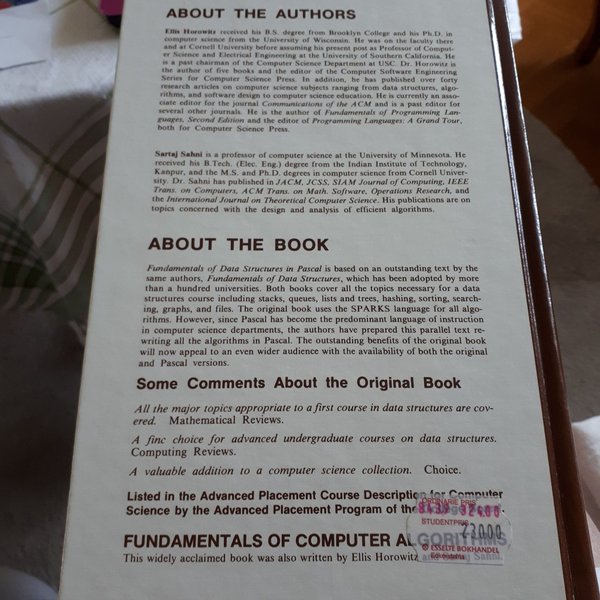 ABOUT THE AUTHORS
Ellis Horowitz received his B.S. degree from Brooklyn College and his Ph.D. in
computer science from the University of Wisconsin. He was on the faculty there
and at Cornell University before assuming his present post as Professor of Comput-
er Science and Electrical Engineering at the University of Southern California. He
is a past chairman of the Computer Science Department at USC. Dr. Horowitz is
the author of five books and the editor of the Computer Software Engineering
Series for Computer Science Press. In addition, he has published over forty
research articles on computer science subjects ranging from data structures, algo-
rithms, and software design to computer science education. He is currently an asso-
ciate editor for the journal Communications of the ACM and is a past editor for
several other journals. He is the author of Fundamentals of Programming Lan-
guages, Second Edition and the editor of Programming Languages: A Grand Tour,
both for Computer Science Press.
Sartaj Sahni is a professor of computer science at the University of Minnesota. He
received his B.Tech. (Elec. Eng.) degree from the Indian Institute of Technology,
Kanpur, and the M.S. and Ph.D. degrees in computer science from Cornell Univer-
sity. Dr. Sahni has published in JACM, JCSS, SIAM Journal of Computing, IEEE
Trans. on Computers, ACM Trans. on Math. Software, Operations Research, and
the International Journal on Theoretical Computer Science. His publications are on
topics concerned with the design and analysis of efficient algorithms.
ABOUT THE BOOK
Fundamentals of Data Structures in Pascal is based on an outstanding text by the
same authors, Fundamentals of Data Structures, which has been adopted by more
than a hundred universities. Both books cover all the topics necessary for a data
structures course including stacks, queues, lists and trees, hashing, sorting, search-
ing, graphs, and files. The original book uses the SPARKS language for all algo-
rithms. However, since Pascal has become the predominant language of instruction
in computer science departments, the authors have prepared this parallel text re-
writing all the algorithms in Pascal. The outstanding benefits of the original book
will now appeal to an even wider audience with the availability of both the original
and Pascal versions.
Some Comments About the Original Book
All the major topics appropriate to a first course in data structures are cov-
ered. Mathematical Reviews.
A finc choice for advanced undergraduate courses on data structures.
Computing Reviews.
A valuable addition to a computer science collection. Choice.
Listed in the Advanced Placement Course Description for Computer
Science by the Advanced Placement Program of the
ORDINARIE PRIS
32400
STUDENTPRIS
23000
ESSELTE BOKHANDEL
FUNDAMENTALS OF COMPUTER ALGORITHMS
This widely acclaimed book was also written by Ellis Horowitz and Sartaj Sahni.